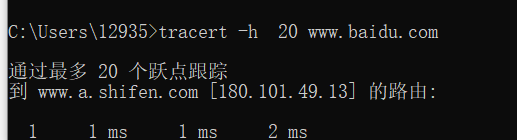 C:\Users\12935>tracert -h  20 www.baidu.com
通过最多 20 个跃点跟踪
到 www.a.shifen.com [180.101.49.13] 的路由:
  1     1 ms     1 ms     2 ms